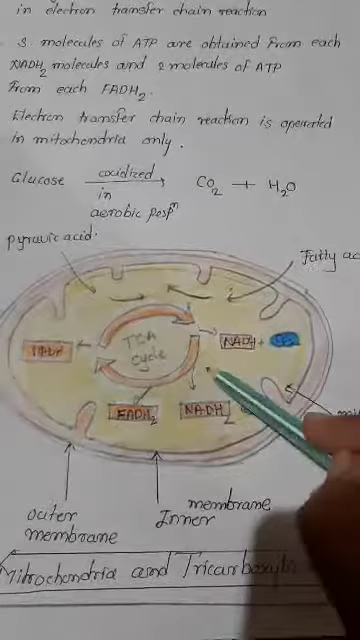 in electron transfer chain reaction
3 molecules of ATP are obtained from each
NADH2 molecules and 2 molecules of ATP
from each FADH2.
Electron transfer chain reaction is operated
in mitochondria only.
Glucose oxidized in aerobic respn → CO2 + H2O
pyruvic acid.
Fatty ac
TCA
cycle
NADH2
FADH2
NADH2
outer
membrane
Inner
membrane
Mitochondria and Tricarboxylic